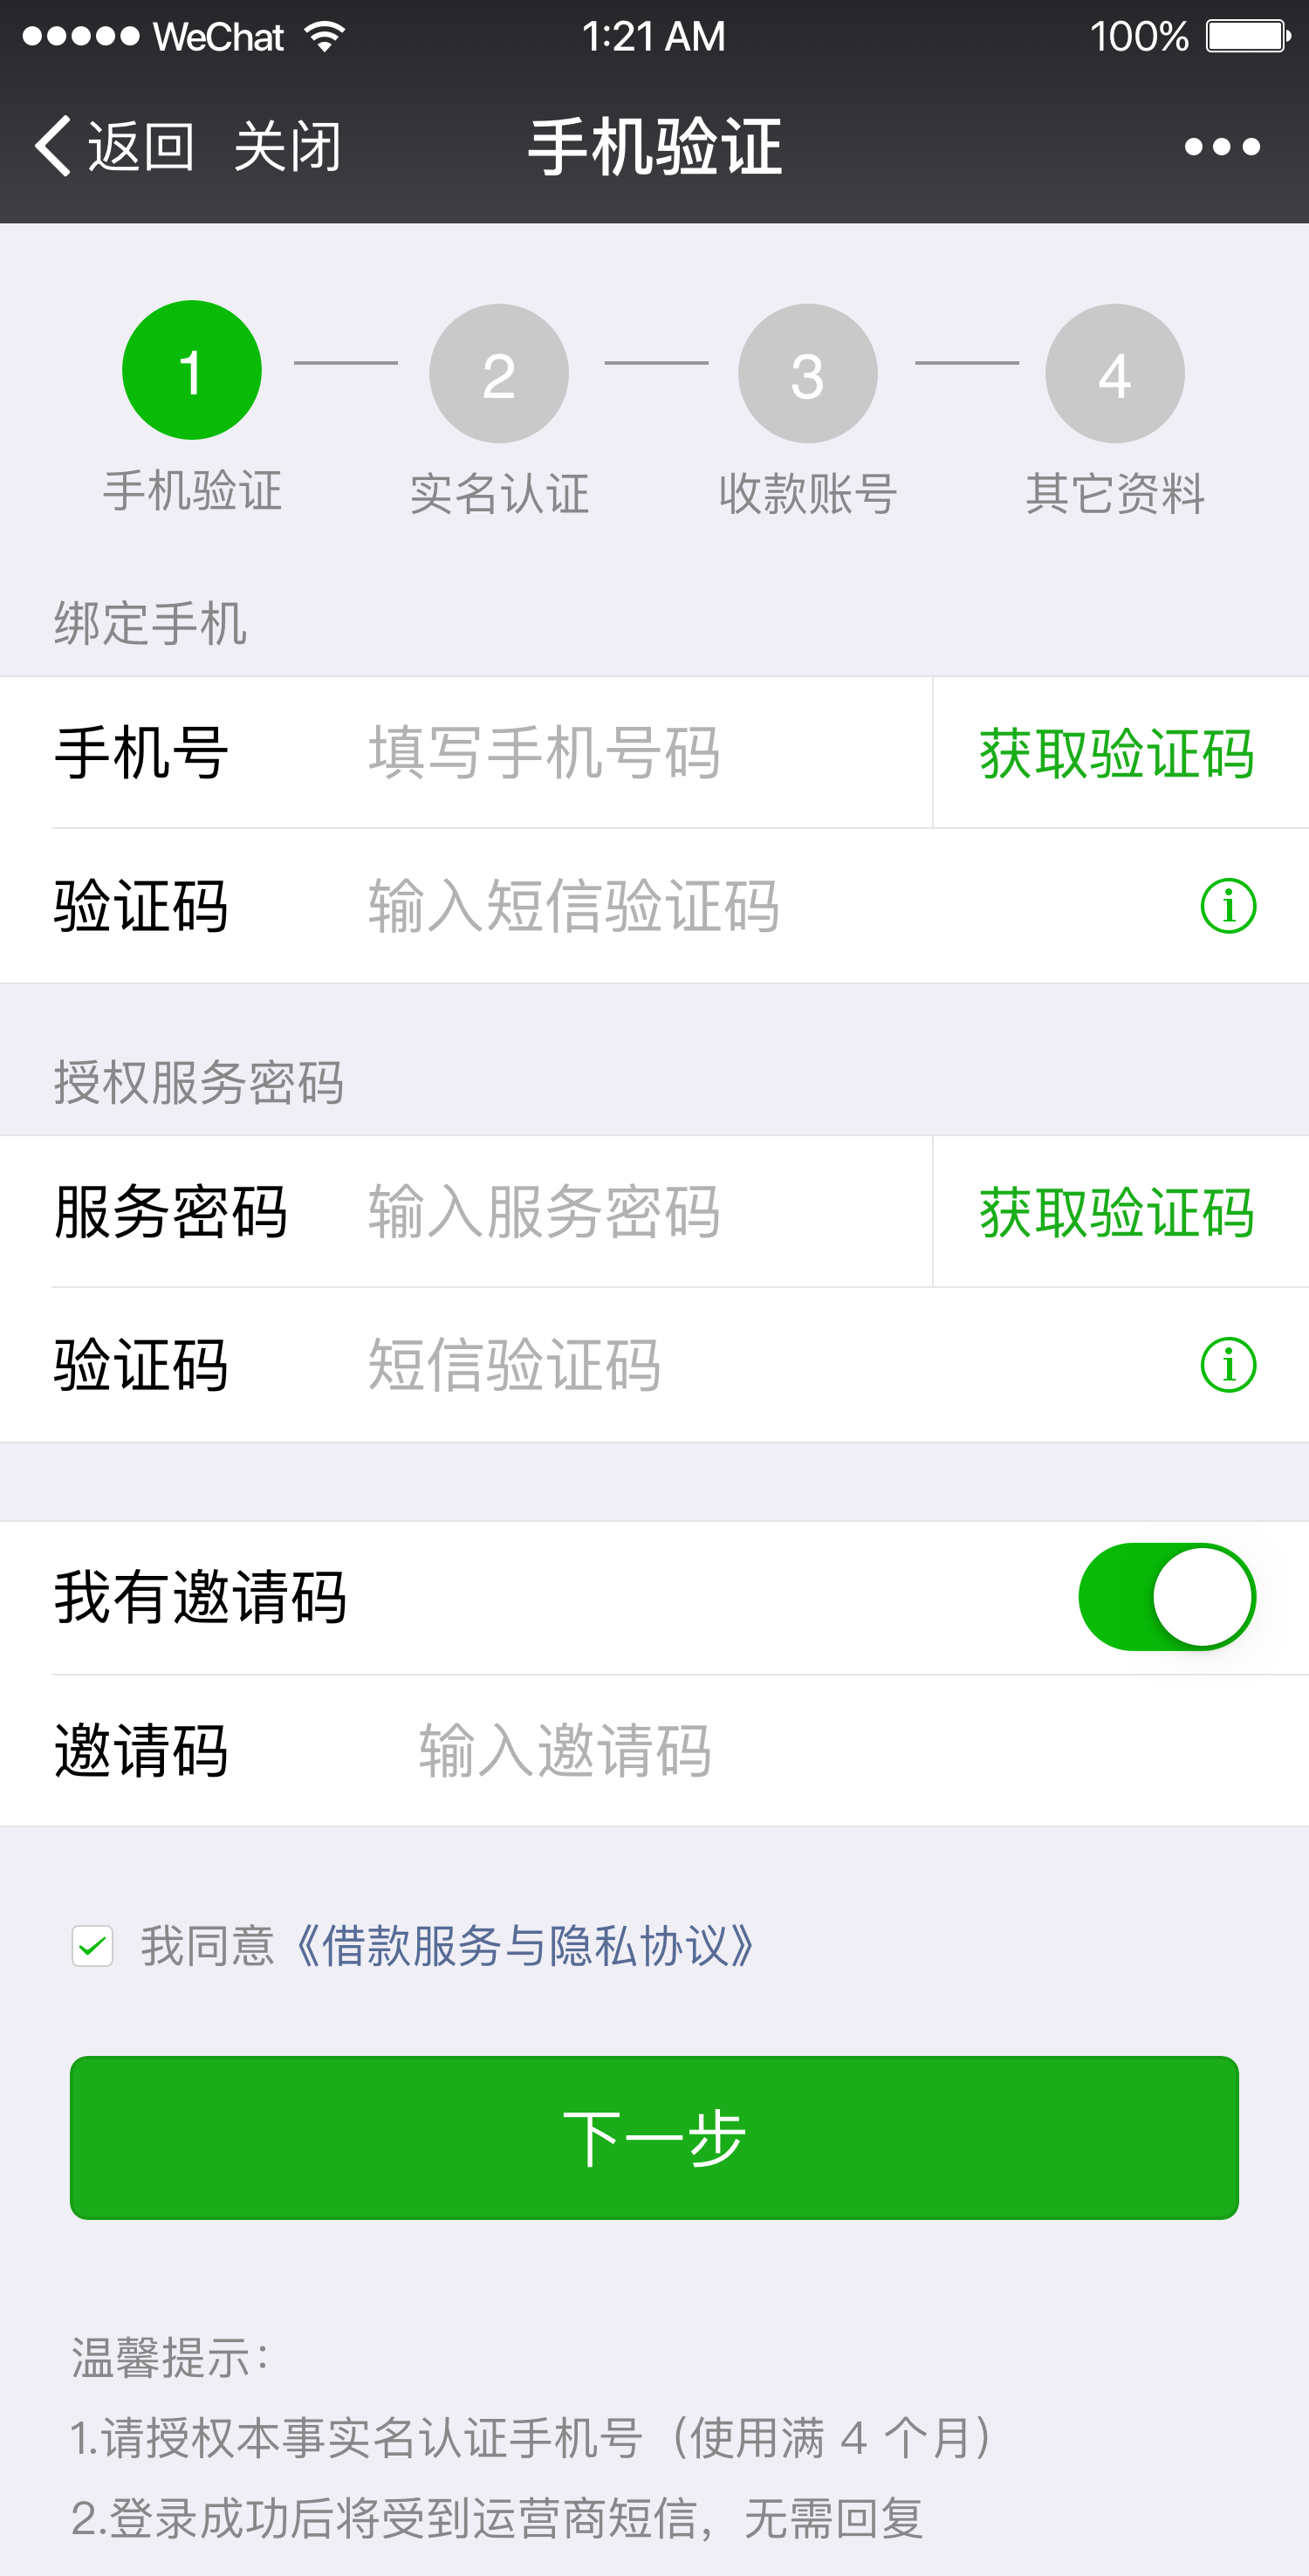 WeChat 1:21 AM 100%
返回 关闭 手机验证
1 2 3 4
手机验证 实名认证 收款账号 其它资料
绑定手机
手机号 填写手机号码 获取验证码
验证码 输入短信验证码
授权服务密码
服务密码 输入服务密码 获取验证码
验证码 短信验证码
我有邀请码
邀请码 输入邀请码
我同意《借款服务与隐私协议》
下一步
温馨提示：
1.请授权本事实名认证手机号（使用满 4 个月）
2.登录成功后将受到运营商短信，无需回复